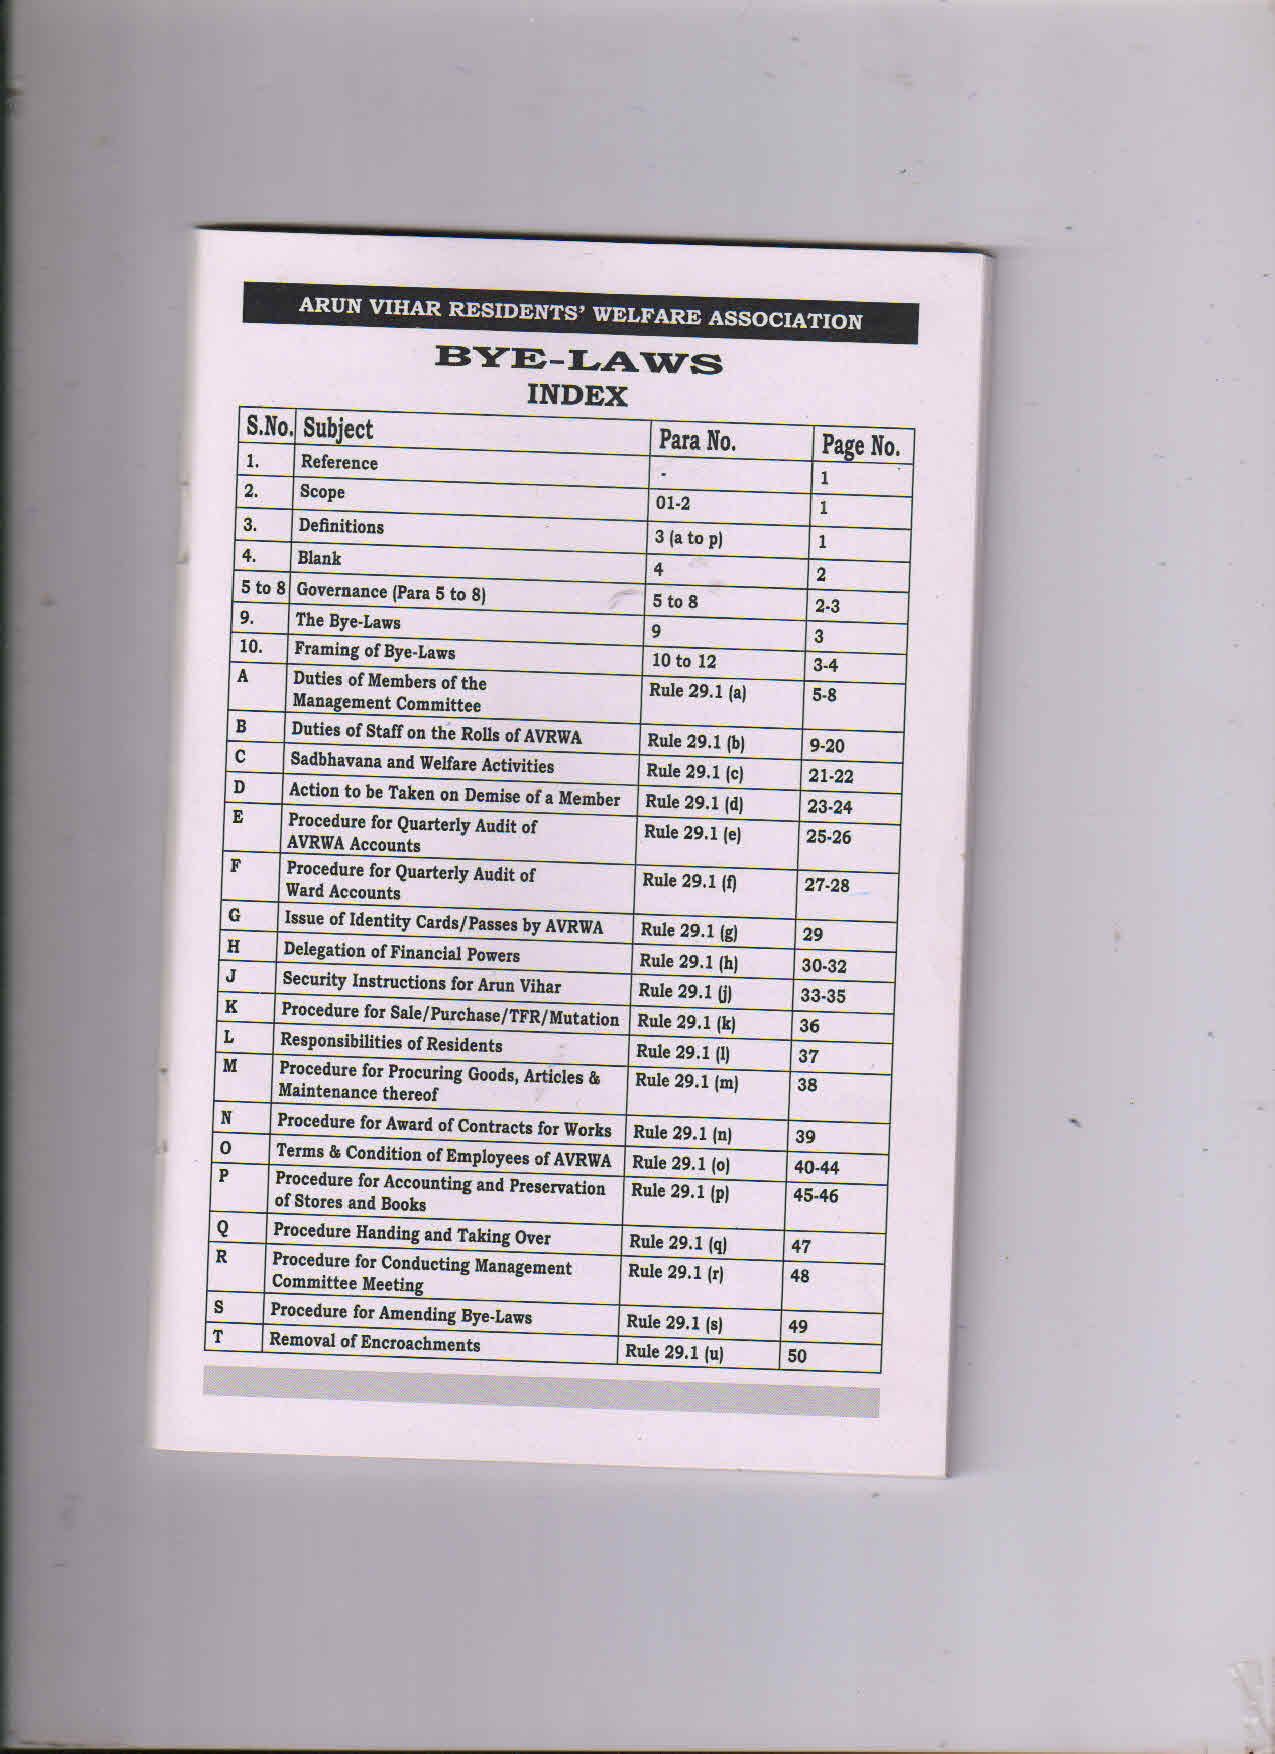 ARUN VIHAR RESIDENTS' WELFARE ASSOCIATION
BYE-LAWS
INDEX
S.No. Subject Para No. Page No.
1. Reference - 1
2. Scope 01-2 1
3. Definitions 3 (a to p) 1
4. Blank 4 2
5 to 8 Governance (Para 5 to 8) 5 to 8 2-3
9. The Bye-Laws 9 3
10. Framing of Bye-Laws 10 to 12 3-4
A Duties of Members of the Rule 29.1 (a) 5-8
Management Committee
B Duties of Staff on the Rolls of AVRWA Rule 29.1 (b) 9-20
C Sadbhavana and Welfare Activities Rule 29.1 (c) 21-22
D Action to be Taken on Demise of a Member Rule 29.1 (d) 23-24
E Procedure for Quarterly Audit of Rule 29.1 (e) 25-26
AVRWA Accounts
F Procedure for Quarterly Audit of Rule 29.1 (f) 27-28
Ward Accounts
G Issue of Identity Cards/Passes by AVRWA Rule 29.1 (g) 29
H Delegation of Financial Powers Rule 29.1 (h) 30-32
J Security Instructions for Arun Vihar Rule 29.1 (j) 33-35
K Procedure for Sale/Purchase/TFR/Mutation Rule 29.1 (k) 36
L Responsibilities of Residents Rule 29.1 (l) 37
M Procedure for Procuring Goods, Articles & Rule 29.1 (m) 38
Maintenance thereof
N Procedure for Award of Contracts for Works Rule 29.1 (n) 39
O Terms & Condition of Employees of AVRWA Rule 29.1 (o) 40-44
P Procedure for Accounting and Preservation Rule 29.1 (p) 45-46
of Stores and Books
Q Procedure Handing and Taking Over Rule 29.1 (q) 47
R Procedure for Conducting Management Rule 29.1 (r) 48
Committee Meeting
S Procedure for Amending Bye-Laws Rule 29.1 (s) 49
T Removal of Encroachments Rule 29.1 (u) 50